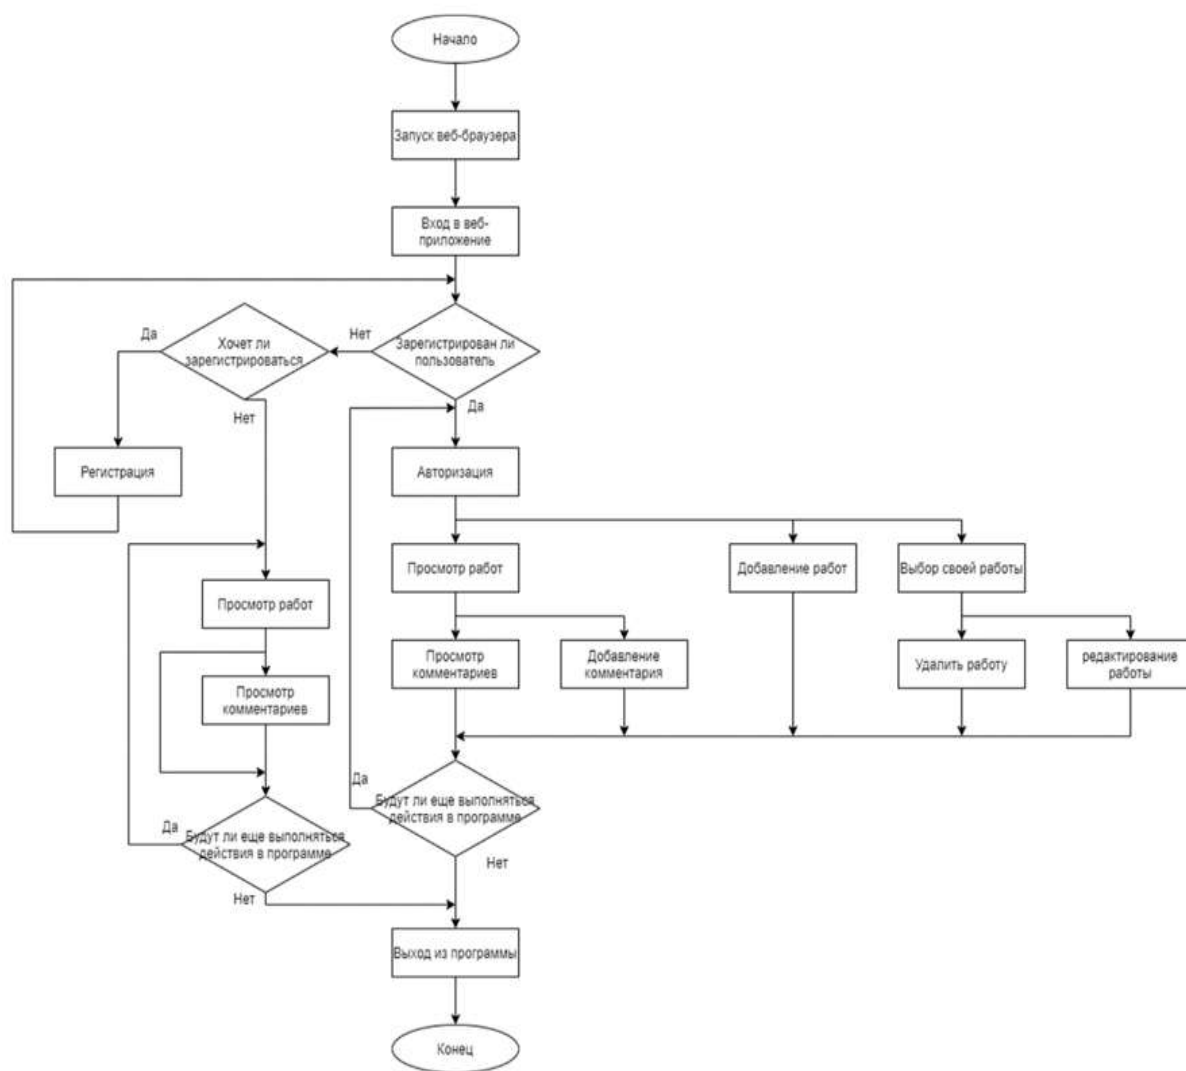 Начало
Запуск веб-браузера
Вход в веб-
приложение
Да
Хочет ли
зарегистрироваться
Нет
Зарегистрирован ли
пользователь
Нет
Да
Регистрация
Авторизация
Просмотр работ
Добавление работ
Выбор своей работы
Просмотр работ
Просмотр
комментариев
Добавление
комментария
Удалить работу
редактирование
работы
Просмотр
комментариев
Да
Будут ли еще выполняться
действия в программе
Да
Будут ли еще выполняться
действия в программе
Нет
Нет
Выход из программы
Конец